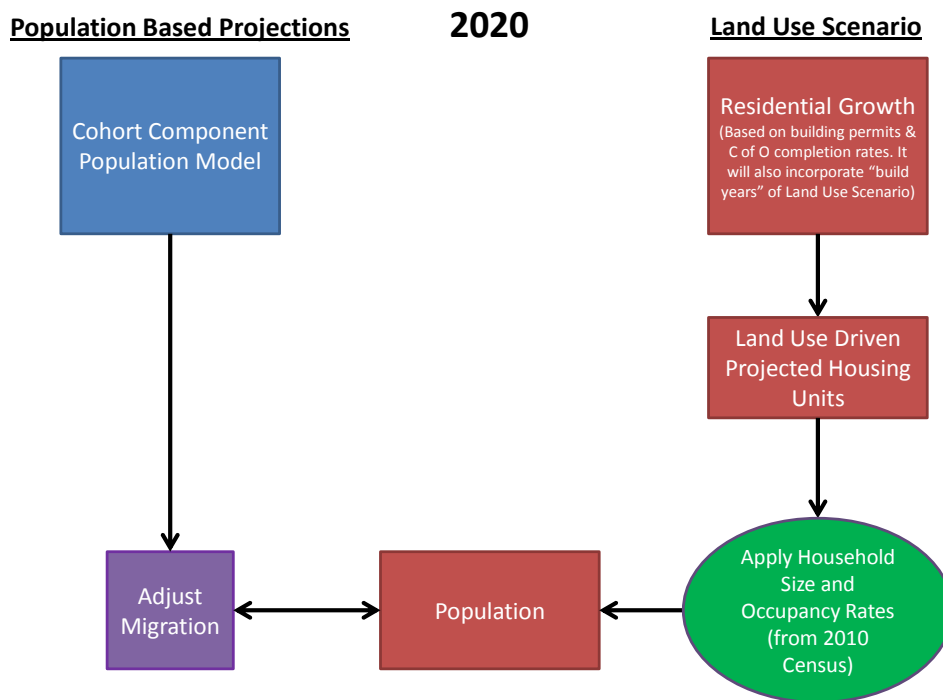 Population Based Projections
2020
Land Use Scenario
Cohort Component
Population Model
Residential Growth
(Based on building permits &
C of O completion rates. It
will also incorporate “build
years” of Land Use Scenario)
Land Use Driven
Projected Housing
Units
Adjust
Migration
Population
Apply Household
Size and
Occupancy Rates
(from 2010
Census)